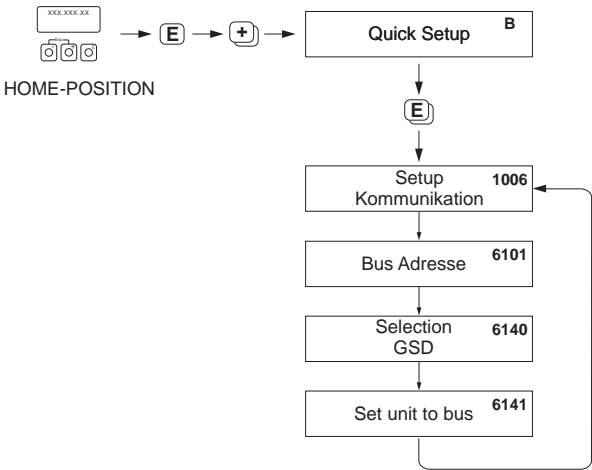 xxx.xxx.xx
Esc
E
+
Quick Setup
B
HOME-POSITION
E
Setup
Kommunikation
1006
Bus Adresse
6101
Selection
GSD
6140
Set unit to bus
6141